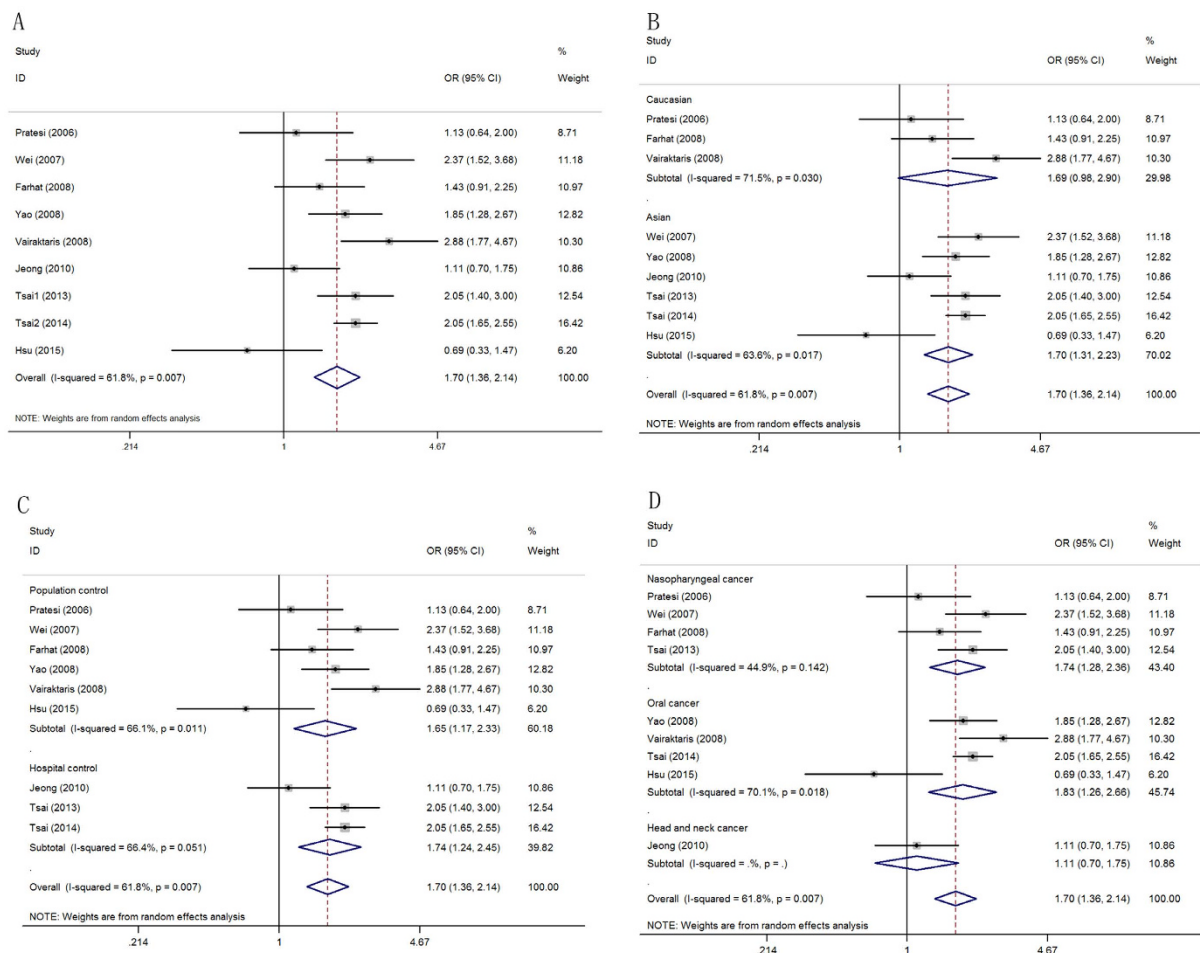 A
Study %
ID OR (95% CI) Weight
Pratesi (2006) 1.13 (0.64, 2.00) 8.71
Wei (2007) 2.37 (1.52, 3.68) 11.18
Farhat (2008) 1.43 (0.91, 2.25) 10.97
Yao (2008) 1.85 (1.28, 2.67) 12.82
Vairaktaris (2008) 2.88 (1.77, 4.67) 10.30
Jeong (2010) 1.11 (0.70, 1.75) 10.86
Tsai1 (2013) 2.05 (1.40, 3.00) 12.54
Tsai2 (2014) 2.05 (1.65, 2.55) 16.42
Hsu (2015) 0.69 (0.33, 1.47) 6.20
Overall (I-squared = 61.8%, p = 0.007) 1.70 (1.36, 2.14) 100.00
NOTE: Weights are from random effects analysis
.214 1 4.67
B
Study %
ID OR (95% CI) Weight
Caucasian
Pratesi (2006) 1.13 (0.64, 2.00) 8.71
Farhat (2008) 1.43 (0.91, 2.25) 10.97
Vairaktaris (2008) 2.88 (1.77, 4.67) 10.30
Subtotal (I-squared = 71.5%, p = 0.030) 1.69 (0.98, 2.90) 29.98
.
Asian
Wei (2007) 2.37 (1.52, 3.68) 11.18
Yao (2008) 1.85 (1.28, 2.67) 12.82
Jeong (2010) 1.11 (0.70, 1.75) 10.86
Tsai (2013) 2.05 (1.40, 3.00) 12.54
Tsai (2014) 2.05 (1.65, 2.55) 16.42
Hsu (2015) 0.69 (0.33, 1.47) 6.20
Subtotal (I-squared = 63.6%, p = 0.017) 1.70 (1.31, 2.23) 70.02
.
Overall (I-squared = 61.8%, p = 0.007) 1.70 (1.36, 2.14) 100.00
NOTE: Weights are from random effects analysis
.214 1 4.67
C
Study %
ID OR (95% CI) Weight
Population control
Pratesi (2006) 1.13 (0.64, 2.00) 8.71
Wei (2007) 2.37 (1.52, 3.68) 11.18
Farhat (2008) 1.43 (0.91, 2.25) 10.97
Yao (2008) 1.85 (1.28, 2.67) 12.82
Vairaktaris (2008) 2.88 (1.77, 4.67) 10.30
Hsu (2015) 0.69 (0.33, 1.47) 6.20
Subtotal (I-squared = 66.1%, p = 0.011) 1.65 (1.17, 2.33) 60.18
.
Hospital control
Jeong (2010) 1.11 (0.70, 1.75) 10.86
Tsai (2013) 2.05 (1.40, 3.00) 12.54
Tsai (2014) 2.05 (1.65, 2.55) 16.42
Subtotal (I-squared = 66.4%, p = 0.051) 1.74 (1.24, 2.45) 39.82
.
Overall (I-squared = 61.8%, p = 0.007) 1.70 (1.36, 2.14) 100.00
NOTE: Weights are from random effects analysis
.214 1 4.67
D
Study %
ID OR (95% CI) Weight
Nasopharyngeal cancer
Pratesi (2006) 1.13 (0.64, 2.00) 8.71
Wei (2007) 2.37 (1.52, 3.68) 11.18
Farhat (2008) 1.43 (0.91, 2.25) 10.97
Tsai (2013) 2.05 (1.40, 3.00) 12.54
Subtotal (I-squared = 44.9%, p = 0.142) 1.74 (1.28, 2.36) 43.40
.
Oral cancer
Yao (2008) 1.85 (1.28, 2.67) 12.82
Vairaktaris (2008) 2.88 (1.77, 4.67) 10.30
Tsai (2014) 2.05 (1.65, 2.55) 16.42
Hsu (2015) 0.69 (0.33, 1.47) 6.20
Subtotal (I-squared = 70.1%, p = 0.018) 1.83 (1.26, 2.66) 45.74
.
Head and neck cancer
Jeong (2010) 1.11 (0.70, 1.75) 10.86
Subtotal (I-squared = .%, p = .) 1.11 (0.70, 1.75) 10.86
.
Overall (I-squared = 61.8%, p = 0.007) 1.70 (1.36, 2.14) 100.00
NOTE: Weights are from random effects analysis
.214 1 4.67